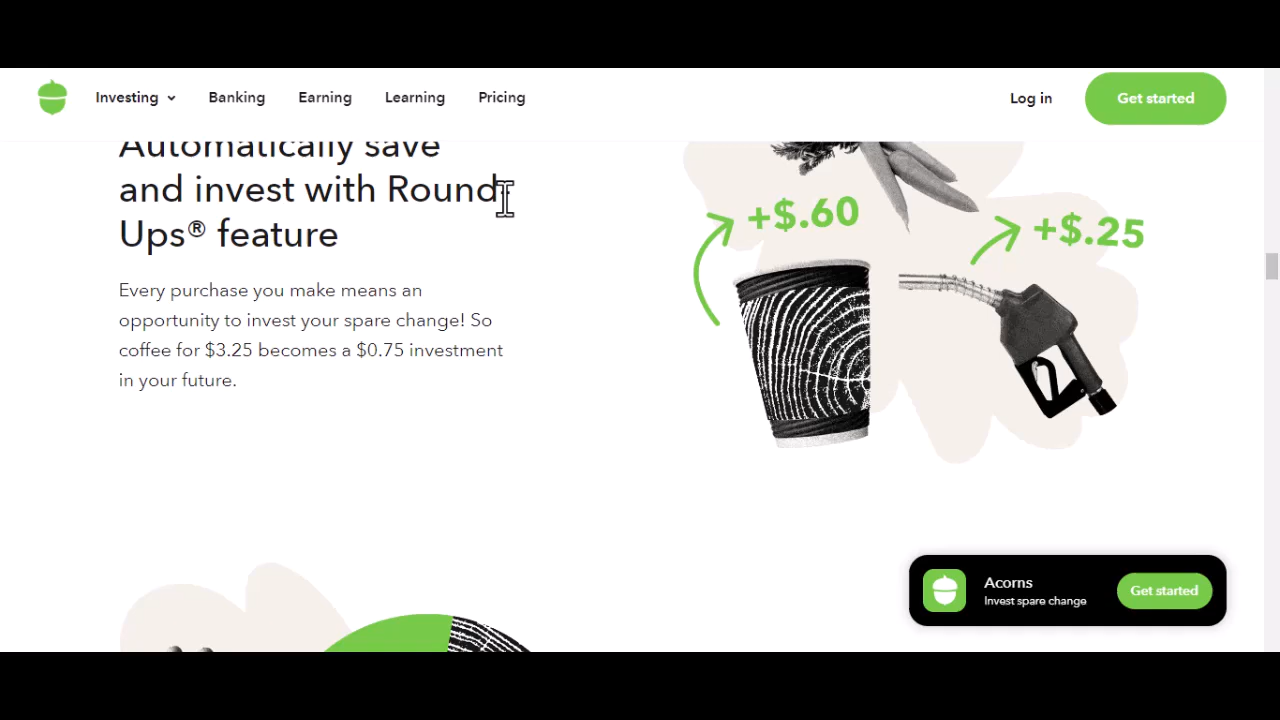 Investing Banking Earning Learning Pricing Log in Get started
Automatically save
and invest with Round-
Ups® feature
Every purchase you make means an
opportunity to invest your spare change! So
coffee for $3.25 becomes a $0.75 investment
in your future.
+$.60
+$.25
Acorns
Invest spare change
Get started